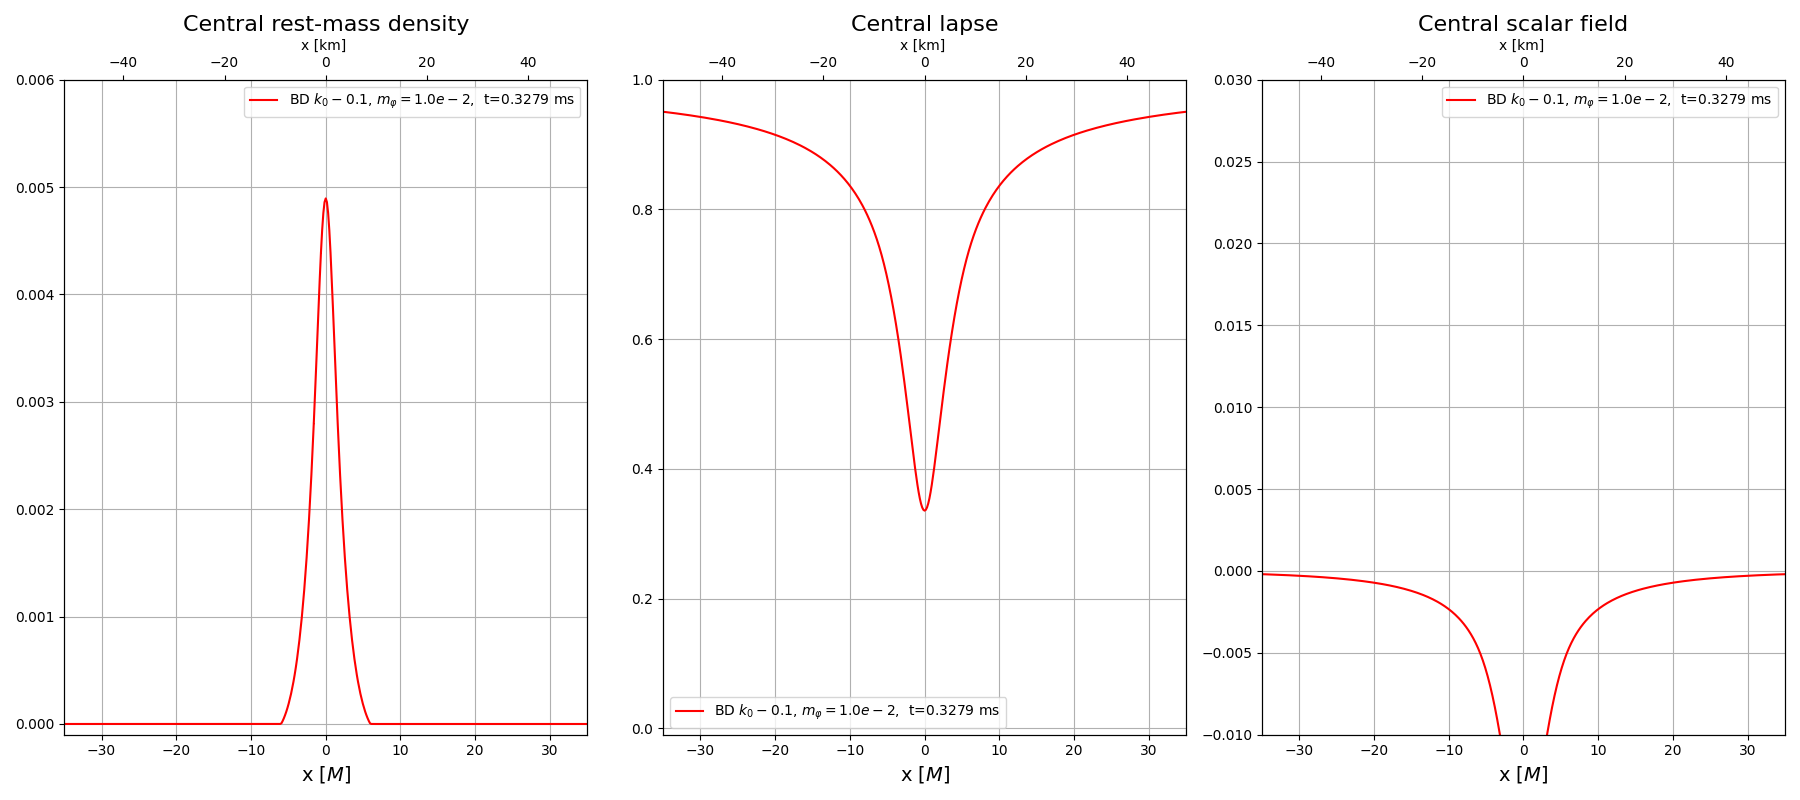 Central rest-mass density
x [km]
−40 −20 0 20 40
0.006
0.005
0.004
0.003
0.002
0.001
0.000
BD k₀ − 0.1, mᵩ = 1.0e − 2, t=0.3279 ms
−30 −20 −10 0 10 20 30
x [M]
Central lapse
x [km]
−40 −20 0 20 40
1.0
0.8
0.6
0.4
0.2
0.0
BD k₀ − 0.1, mᵩ = 1.0e − 2, t=0.3279 ms
−30 −20 −10 0 10 20 30
x [M]
Central scalar field
x [km]
−40 −20 0 20 40
0.030
0.025
0.020
0.015
0.010
0.005
0.000
−0.005
−0.010
BD k₀ − 0.1, mᵩ = 1.0e − 2, t=0.3279 ms
−30 −20 −10 0 10 20 30
x [M]